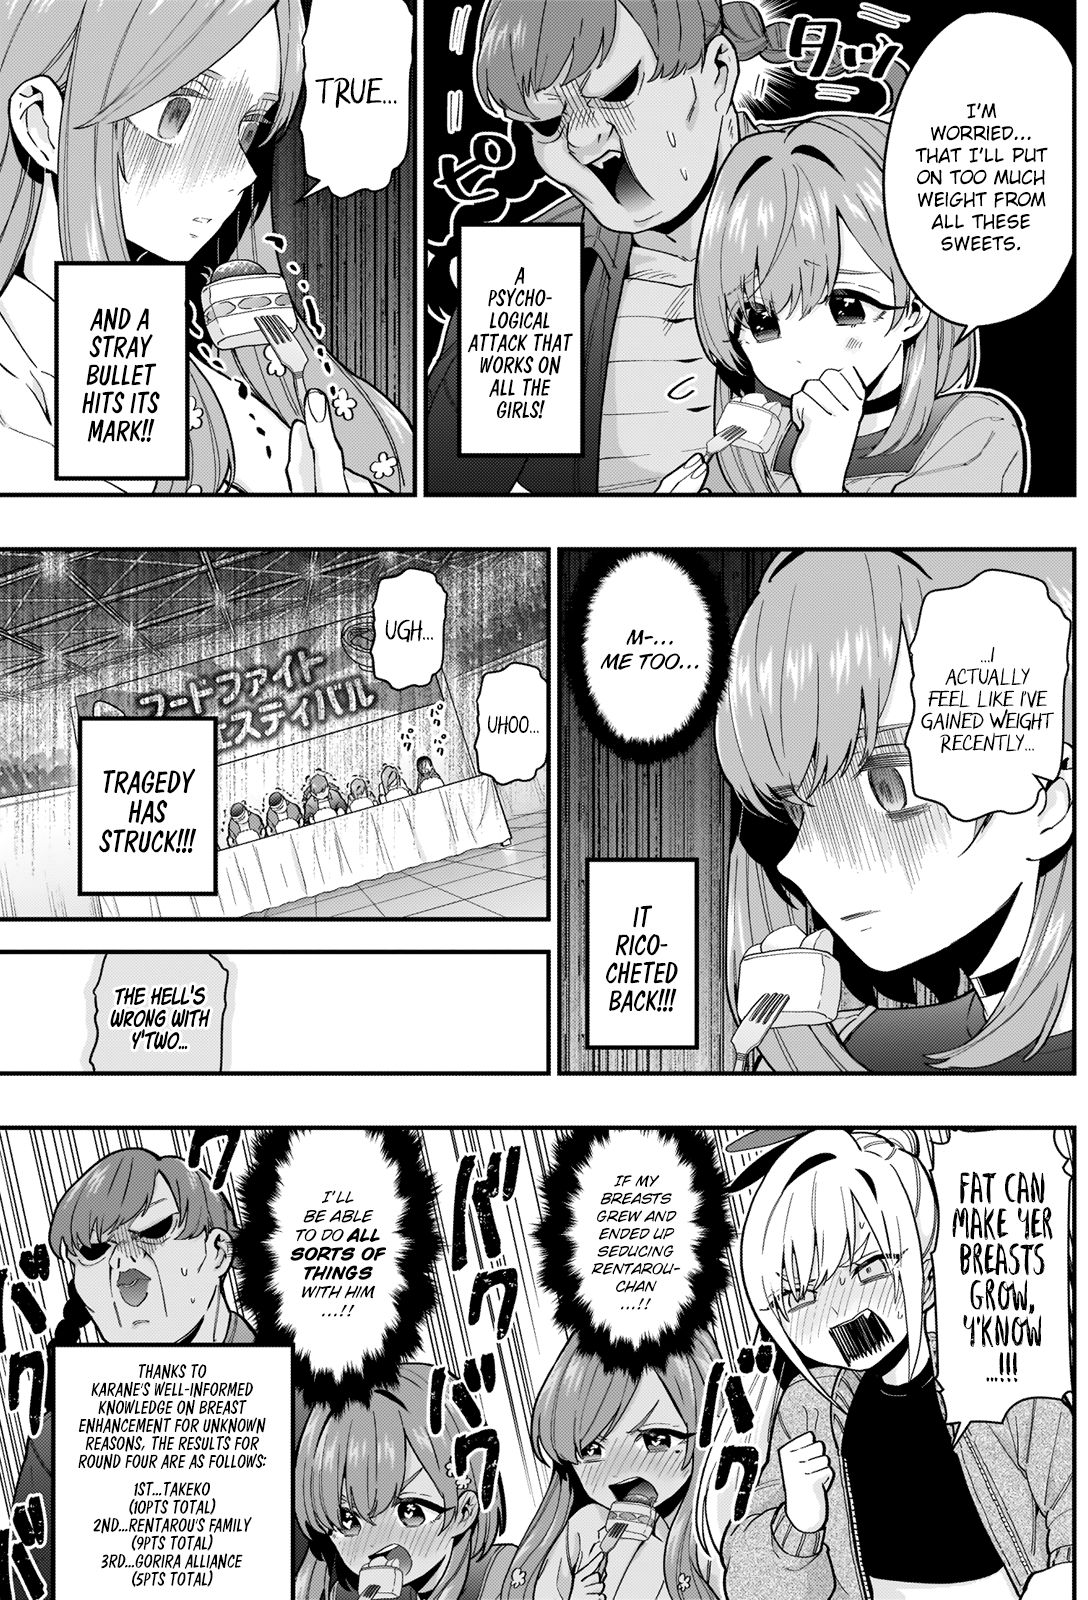 I'M
WORRIED...
THAT I'LL PUT
ON TOO MUCH
WEIGHT FROM
ALL THESE
SWEETS.
タッ
パク
A
PSYCHO-
LOGICAL
ATTACK THAT
WORKS ON
ALL THE
GIRLS!
TRUE...
AND A
STRAY
BULLET
HITS ITS
MARK!!
...I
ACTUALLY
FEEL LIKE I'VE
GAINED WEIGHT
RECENTLY...
M-...
ME TOO...
IT
RICO-
CHETED
BACK!!!
UGH...
UHOO...
フードファイト
ェスティバル
TRAGEDY
HAS
STRUCK!!!
THE HELL'S
WRONG WITH
Y'TWO...
FAT CAN
MAKE YER
BREASTS
GROW,
Y'KNOW
...!!!
IF MY
BREASTS
GREW AND
ENDED UP
SEDUCING
RENTAROU-
CHAN
...!!
I'LL
BE ABLE
TO DO ALL
SORTS OF
THINGS
WITH HIM
...!!
THANKS TO
KARANE'S WELL-INFORMED
KNOWLEDGE ON BREAST
ENHANCEMENT FOR UNKNOWN
REASONS, THE RESULTS FOR
ROUND FOUR ARE AS FOLLOWS:
1ST...TAKEKO
(10PTS TOTAL)
2ND...RENTAROU'S FAMILY
(9PTS TOTAL)
3RD...GORIRA ALLIANCE
(5PTS TOTAL)